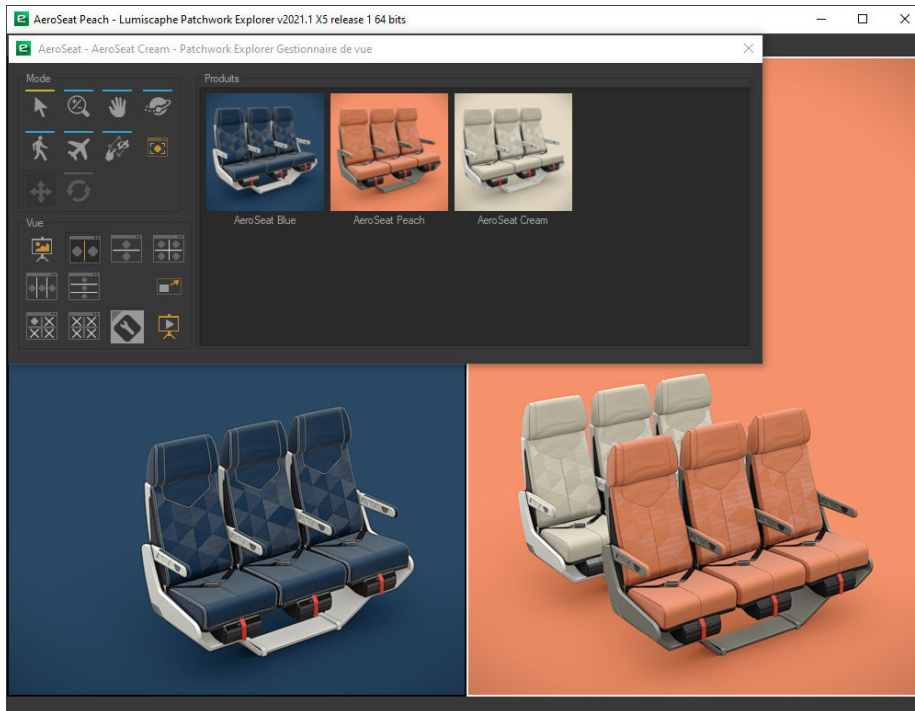 AeroSeat Peach - Lumiscaphe Patchwork Explorer v2021.1 X5 release 1 64 bits
AeroSeat - AeroSeat Cream - Patchwork Explorer Gestionnaire de vue
Mode
Produits
AeroSeat Blue
AeroSeat Peach
AeroSeat Cream
Vue